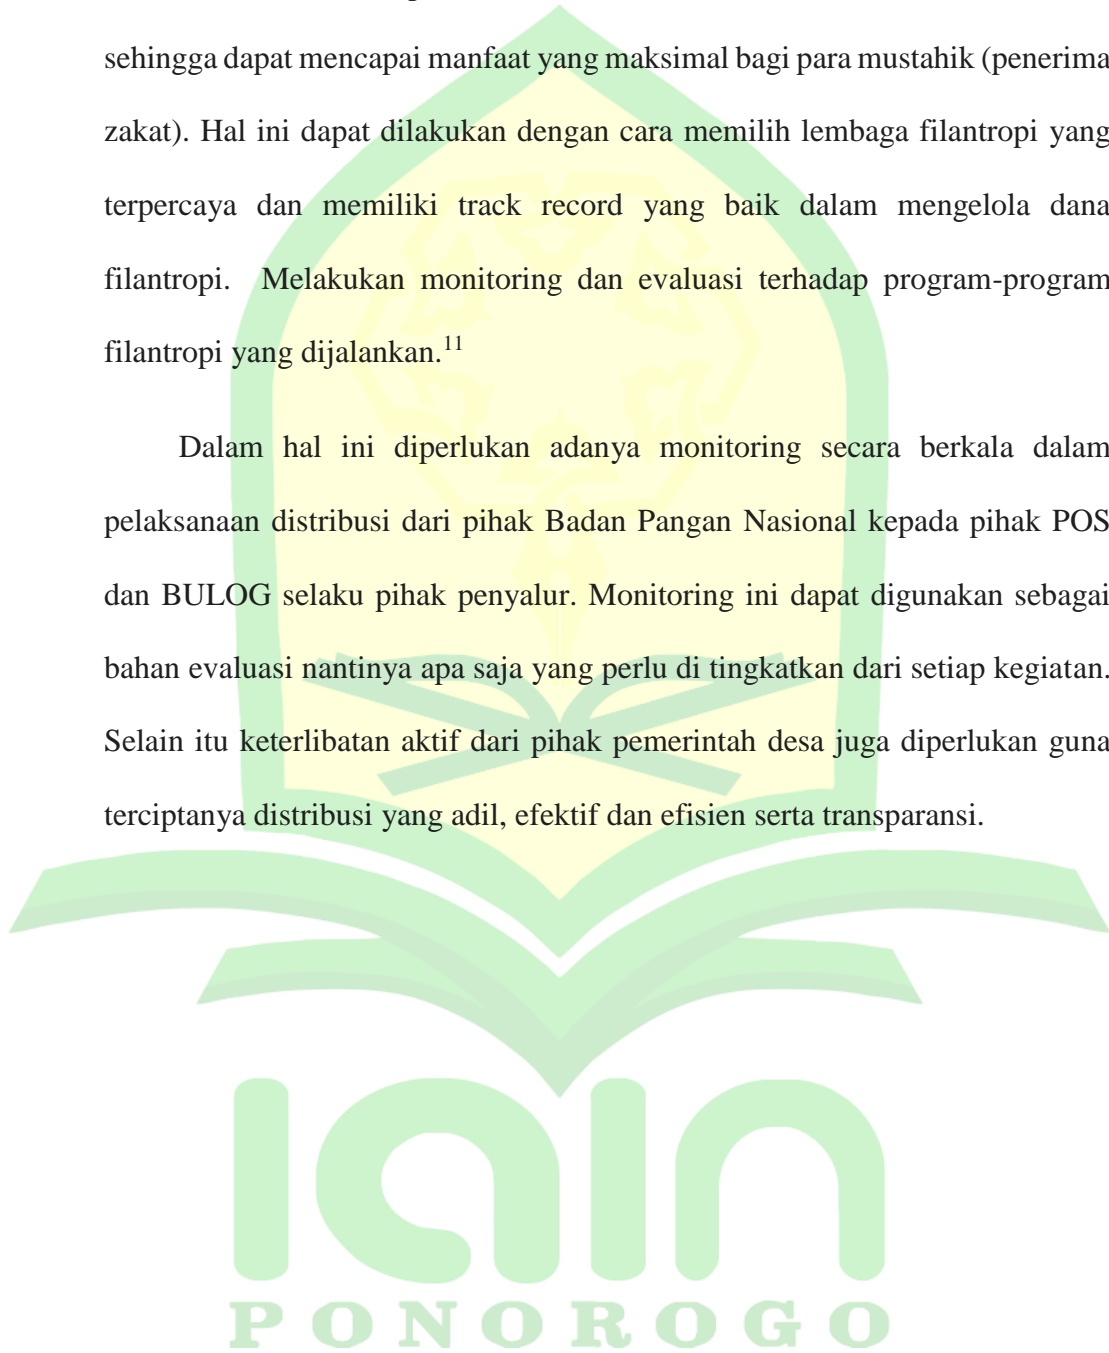 sehingga dapat mencapai manfaat yang maksimal bagi para mustahik (penerima
zakat). Hal ini dapat dilakukan dengan cara memilih lembaga filantropi yang
terpercaya dan memiliki track record yang baik dalam mengelola dana
filantropi. Melakukan monitoring dan evaluasi terhadap program-program
filantropi yang dijalankan.11
Dalam hal ini diperlukan adanya monitoring secara berkala dalam
pelaksanaan distribusi dari pihak Badan Pangan Nasional kepada pihak POS
dan BULOG selaku pihak penyalur. Monitoring ini dapat digunakan sebagai
bahan evaluasi nantinya apa saja yang perlu di tingkatkan dari setiap kegiatan.
Selain itu keterlibatan aktif dari pihak pemerintah desa juga diperlukan guna
terciptanya distribusi yang adil, efektif dan efisien serta transparansi.
iain
PONOROGO